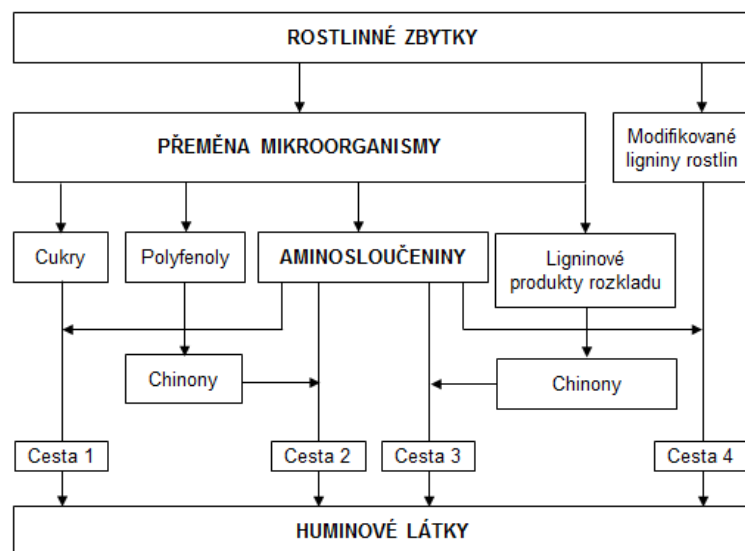 ROSTLINNÉ ZBYTKY
PŘEMĚNA MIKROORGANISMY
Modifikované
ligniny rostlin
Cukry
Polyfenoly
AMINOSLOUČENINY
Ligninové
produkty rozkladu
Chinony
Chinony
Cesta 1
Cesta 2
Cesta 3
Cesta 4
HUMINOVÉ LÁTKY